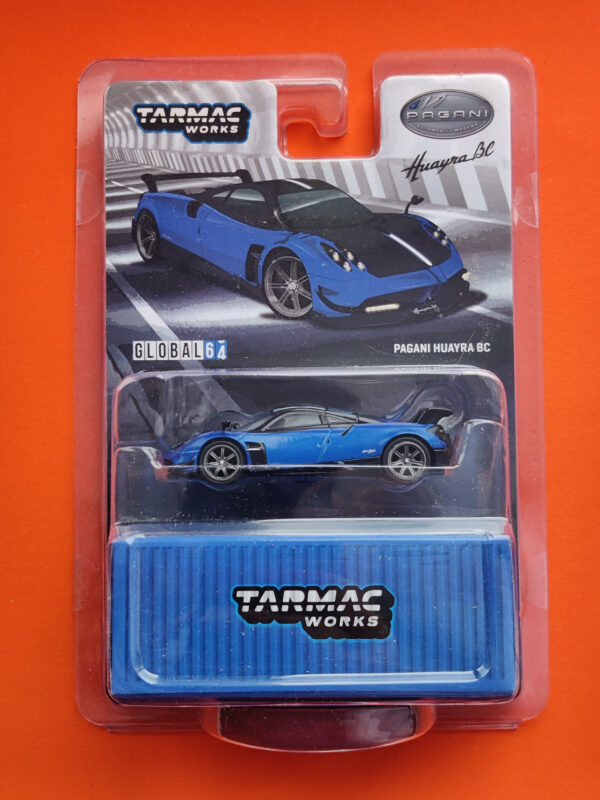 TARMAC
WORKS
PAGANI
Huayra BC
GLOBAL64
PAGANI HUAYRA BC
TARMAC
WORKS